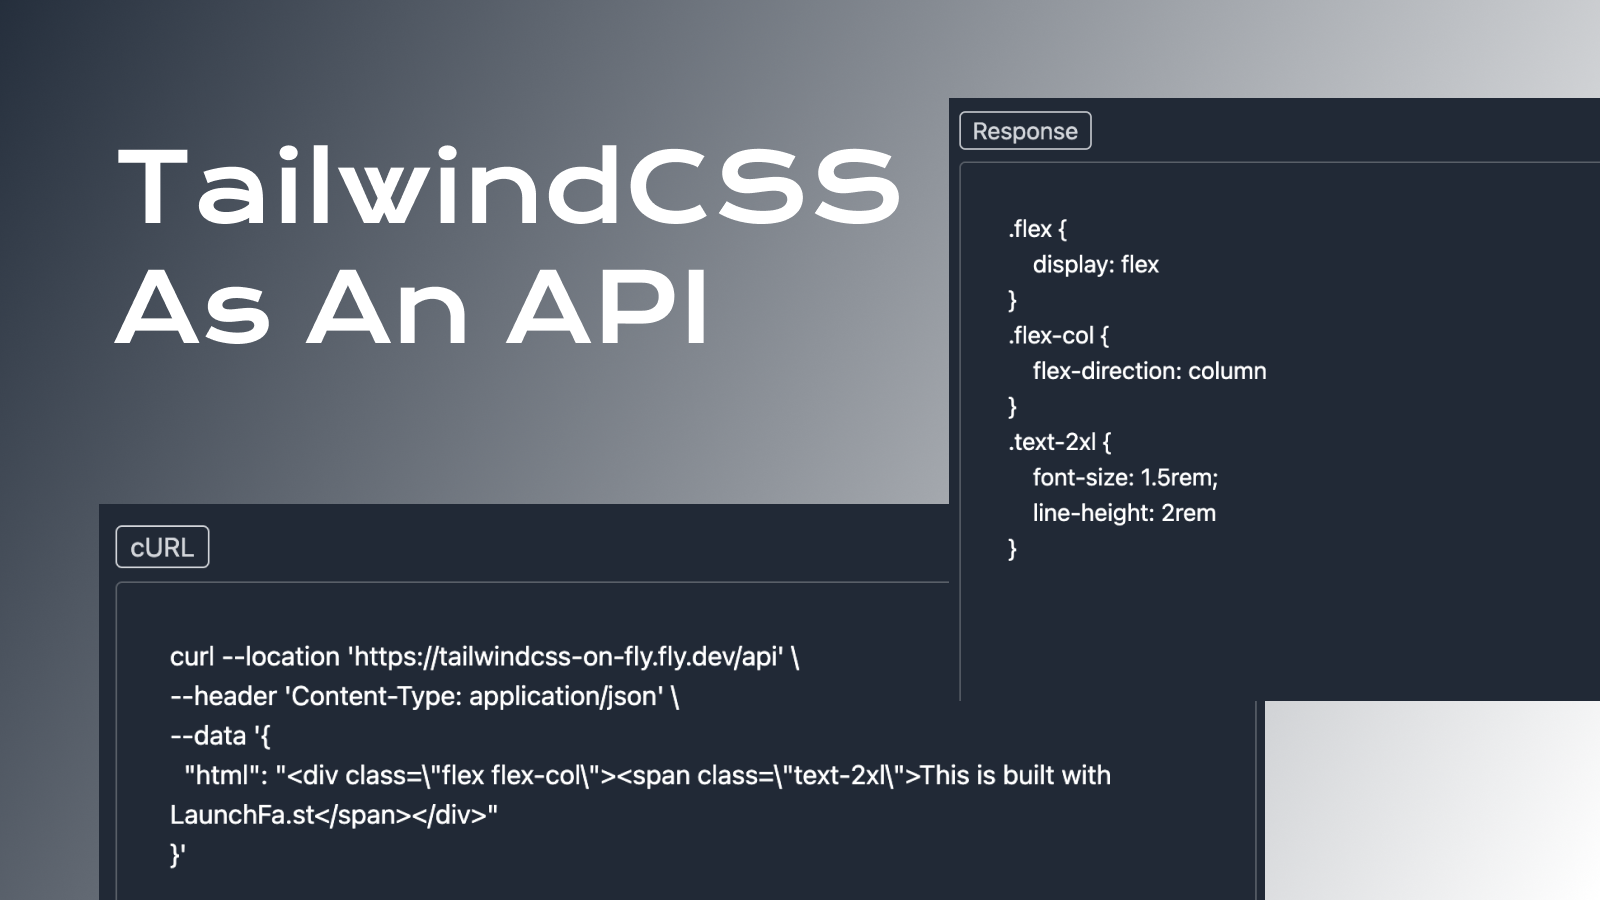 TailwindCSS
As An API
Response
.flex {
display: flex
}
.flex-col {
flex-direction: column
}
.text-2xl {
font-size: 1.5rem;
line-height: 2rem
}
cURL
curl --location 'https://tailwindcss-on-fly.fly.dev/api' \
--header 'Content-Type: application/json' \
--data '{
"html": "<div class=\"flex flex-col\"><span class=\"text-2xl\">This is built with
LaunchFa.st</span></div>"
}'